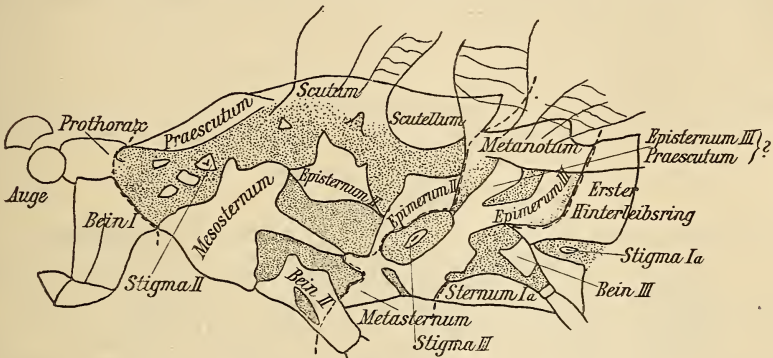 Prothorax
Praescutum
Scutum
Scutellum
Metanotum
Episternum III
Praescutum
}?
Auge
Bein I
Mesosternum
Episternum II
Epimerum II
Epimerum III
Erster
Hinterleibsring
Stigma II
Bein II
Metasternum
Stigma III
Sternum Ia
Bein III
Stigma Ia